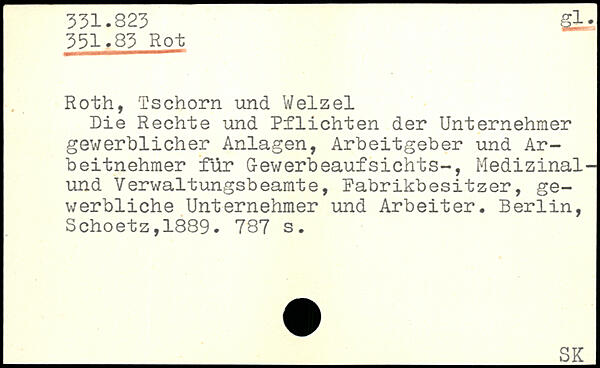 331.823 gl.
351.83 Rot
Roth, Tschorn und Welzel
Die Rechte und Pflichten der Unternehmer
gewerblicher Anlagen, Arbeitgeber und Ar-
beitnehmer für Gewerbeaufsichts-, Medizinal-
und Verwaltungsbeamte, Fabrikbesitzer, ge-
werbliche Unternehmer und Arbeiter. Berlin,
Schoetz,1889. 787 s.
SK